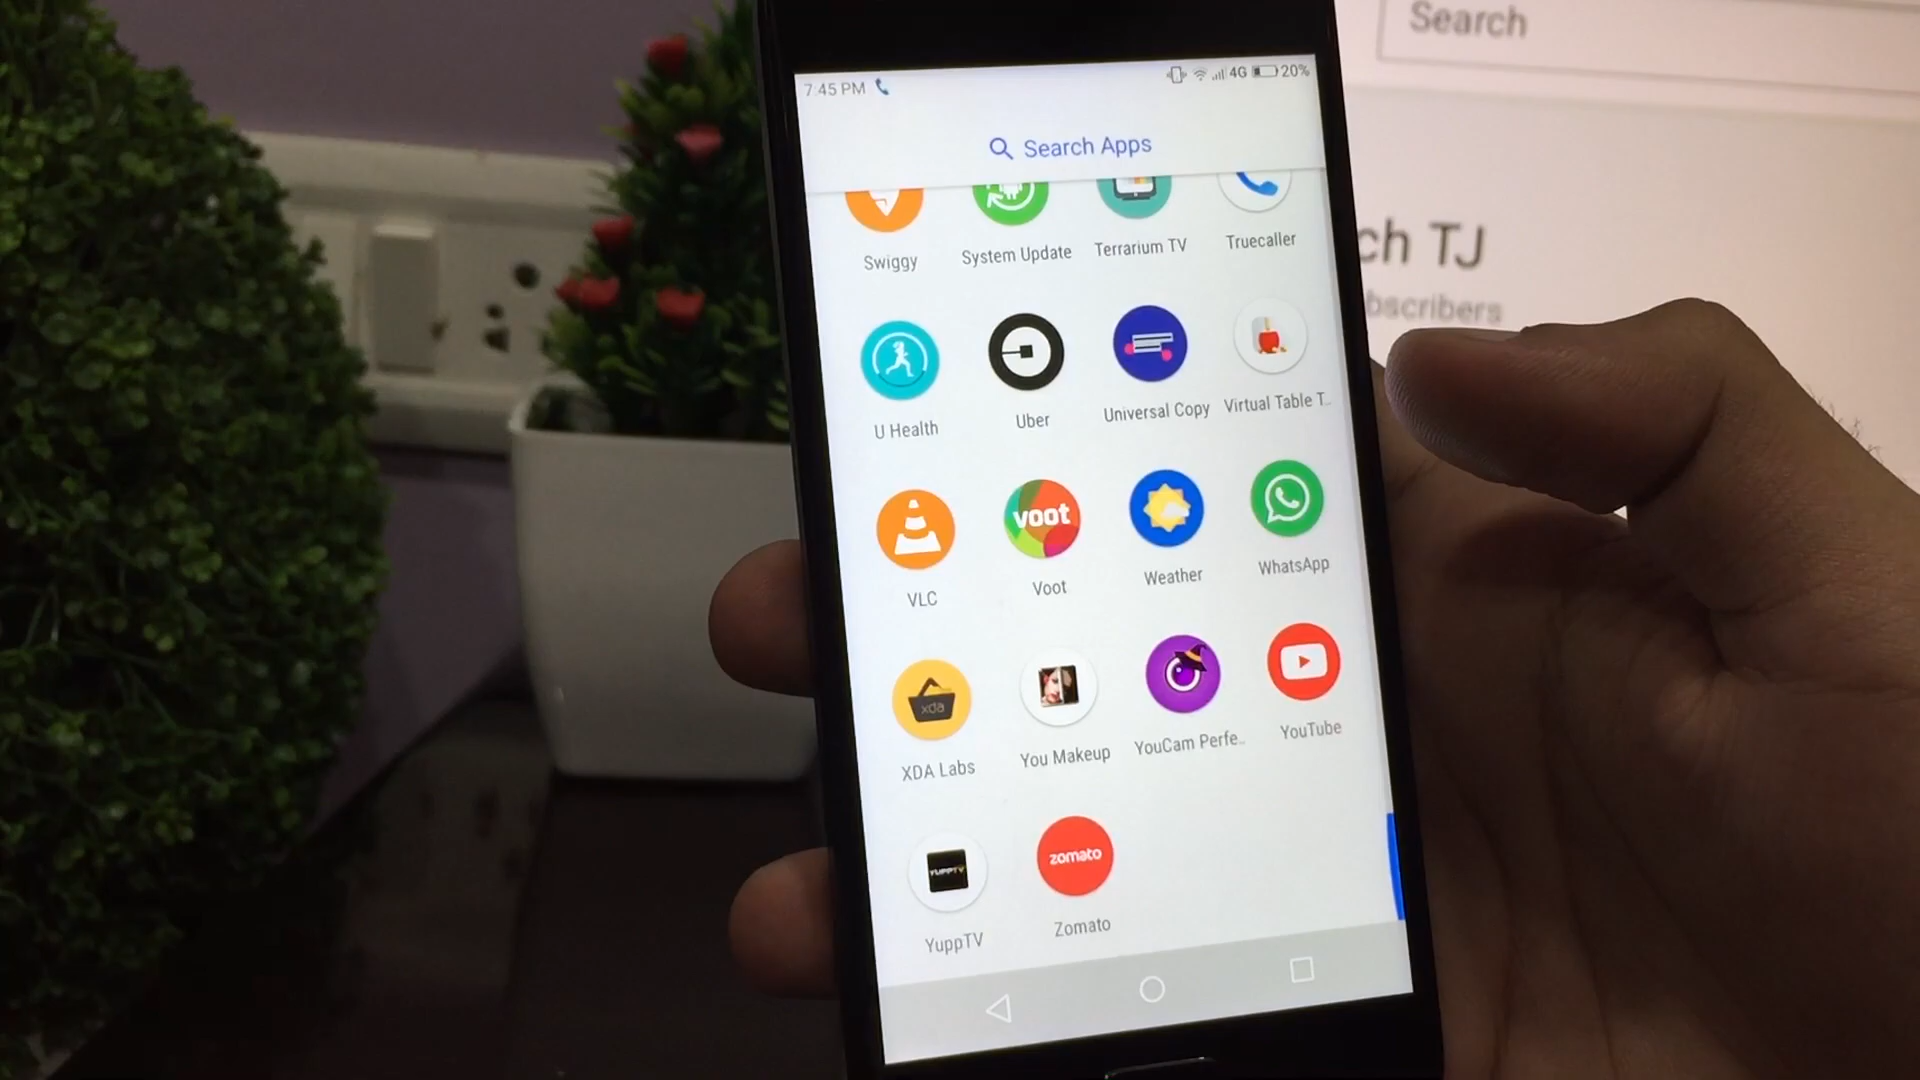 Search
ch TJ
bscribers
7:45 PM
4G 20%
Search Apps
Swiggy
System Update
Terrarium TV
Truecaller
U Health
Uber
Universal Copy
Virtual Table T..
voot
VLC
Voot
Weather
WhatsApp
xda
XDA Labs
You Makeup
YouCam Perfe..
YouTube
YUPPTV
zomato
YuppTV
Zomato